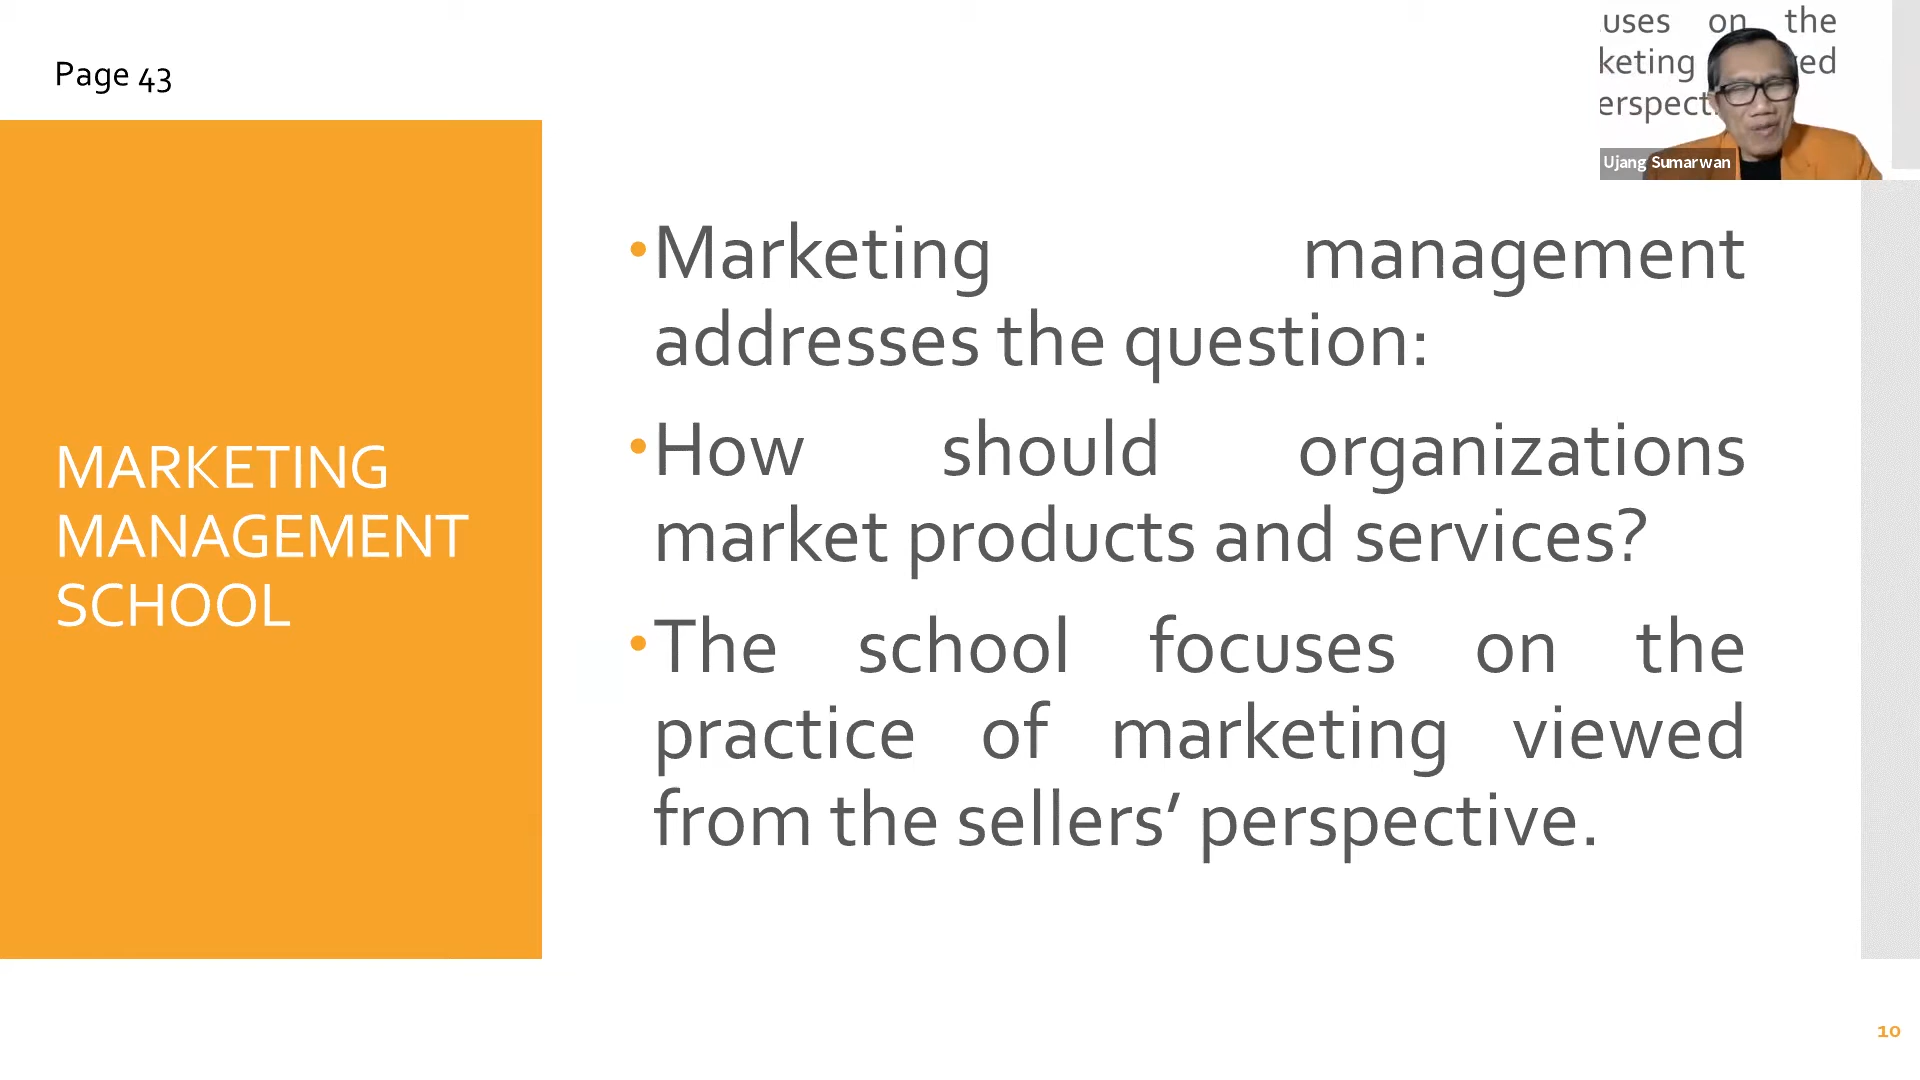 Page 43
uses on the
keting
Ujang Sumarwan
MARKETING
MANAGEMENT
SCHOOL
•Marketing management
addresses the question:
•How should organizations
market products and services?
•The school focuses on the
practice of marketing viewed
from the sellers’ perspective.
10